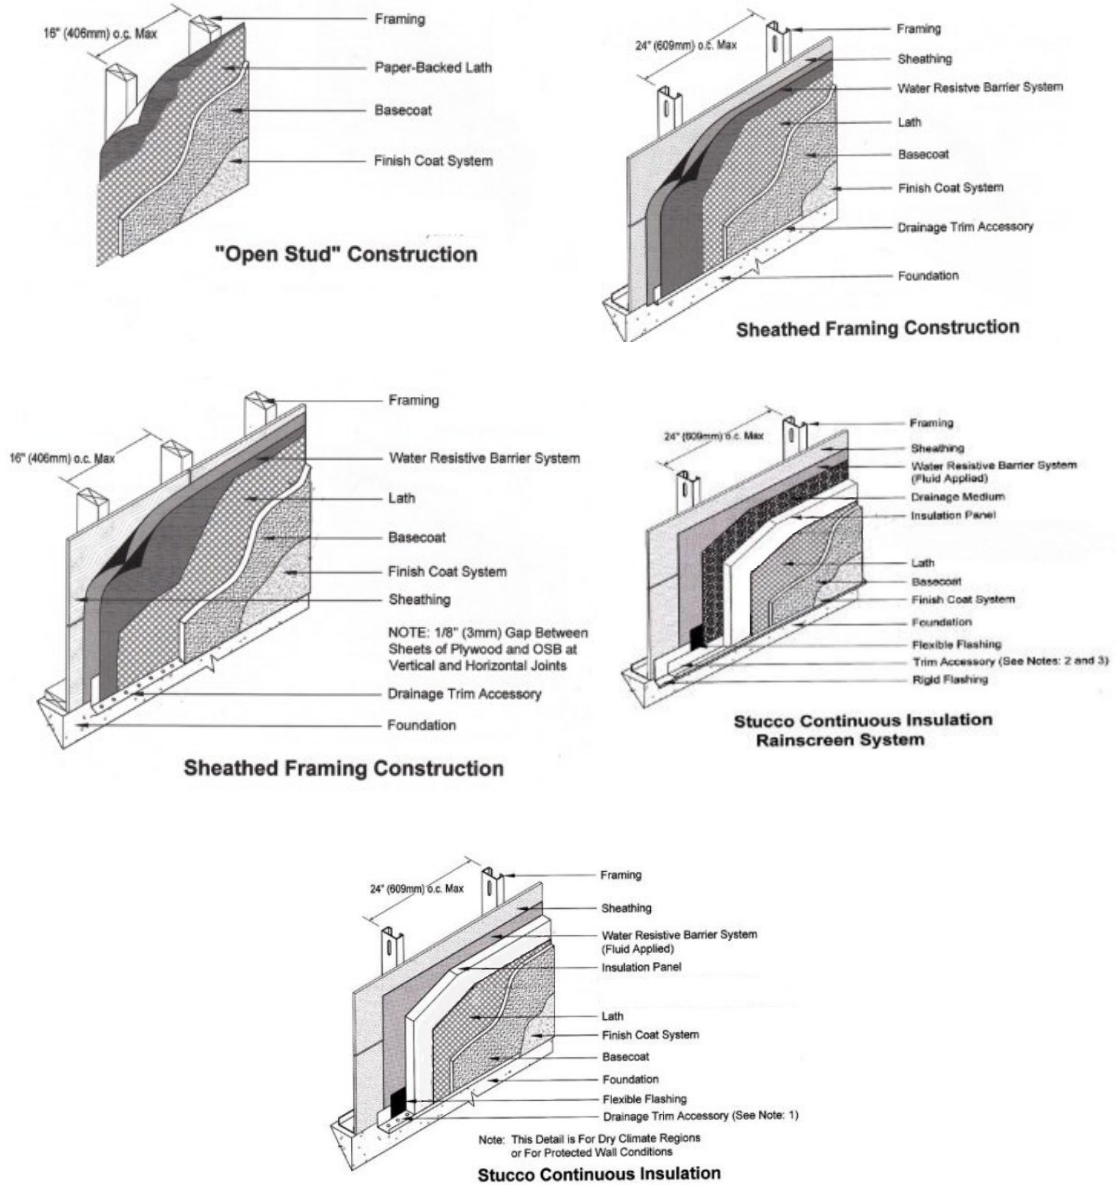 16" (406mm) o.c. Max
Framing
Paper-Backed Lath
Basecoat
Finish Coat System
"Open Stud" Construction
24" (609mm) o.c. Max
Framing
Sheathing
Water Resistve Barrier System
Lath
Basecoat
Finish Coat System
Drainage Trim Accessory
Foundation
Sheathed Framing Construction
16" (406mm) o.c. Max
Framing
Water Resistive Barrier System
Lath
Basecoat
Finish Coat System
Sheathing
NOTE: 1/8" (3mm) Gap Between
Sheets of Plywood and OSB at
Vertical and Horizontal Joints
Drainage Trim Accessory
Foundation
Sheathed Framing Construction
24" (609mm) o.c. Max
Framing
Sheathing
Water Resistive Barrier System
(Fluid Applied)
Drainage Medium
Insulation Panel
Lath
Basecoat
Finish Coat System
Foundation
Flexible Flashing
Trim Accessory (See Notes: 2 and 3)
Rigid Flashing
Stucco Continuous Insulation
Rainscreen System
24" (609mm) o.c. Max
Framing
Sheathing
Water Resistive Barrier System
(Fluid Applied)
Insulation Panel
Lath
Finish Coat System
Basecoat
Foundation
Flexible Flashing
Drainage Trim Accessory (See Note: 1)
Note: This Detail is For Dry Climate Regions
or For Protected Wall Conditions
Stucco Continuous Insulation